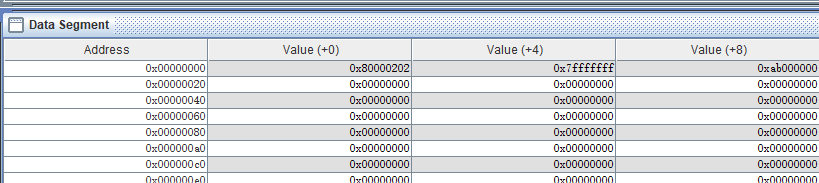 Data Segment
Address Value (+0) Value (+4) Value (+8)
0x00000000 0x80000202 0x7fffffff 0xab000000
0x00000020 0x00000000 0x00000000 0x00000000
0x00000040 0x00000000 0x00000000 0x00000000
0x00000060 0x00000000 0x00000000 0x00000000
0x00000080 0x00000000 0x00000000 0x00000000
0x000000a0 0x00000000 0x00000000 0x00000000
0x000000c0 0x00000000 0x00000000 0x00000000
0x000000e0 0x00000000 0x00000000 0x00000000